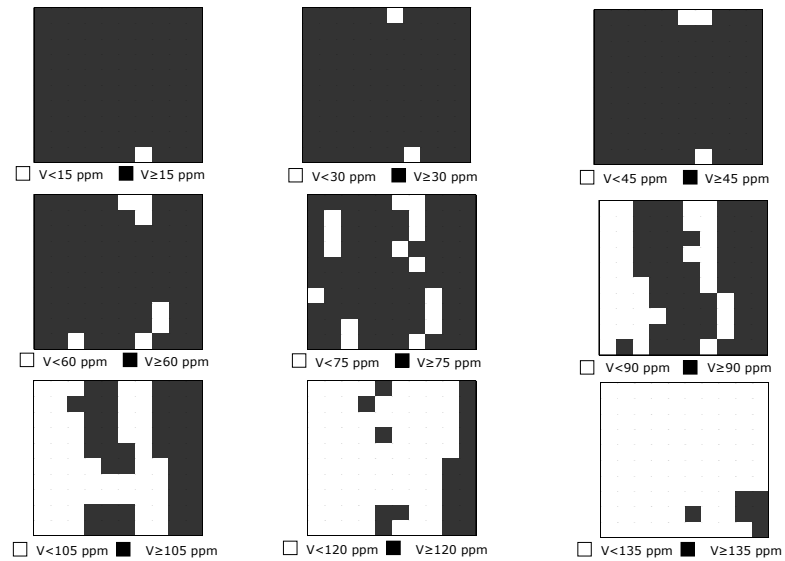 V<15 ppm V≥15 ppm
V<30 ppm V≥30 ppm
V<45 ppm V≥45 ppm
V<60 ppm V≥60 ppm
V<75 ppm V≥75 ppm
V<90 ppm V≥90 ppm
V<105 ppm V≥105 ppm
V<120 ppm V≥120 ppm
V<135 ppm V≥135 ppm